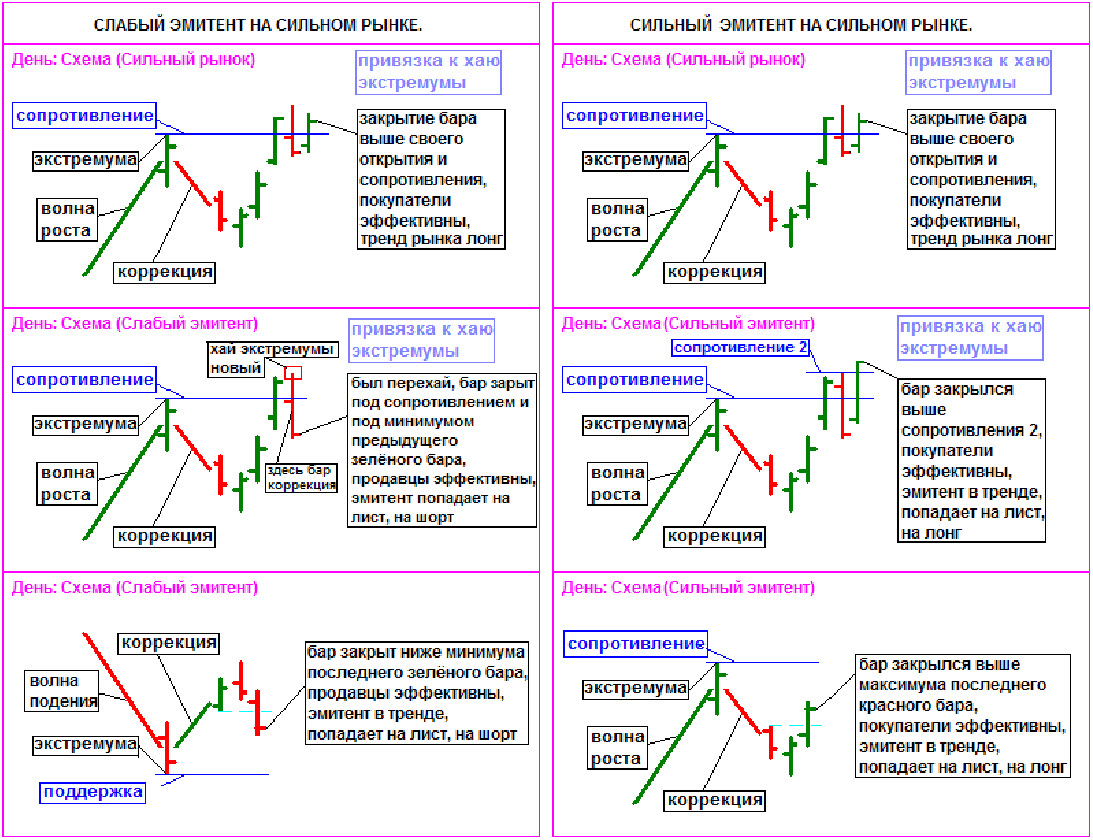 СЛАБЫЙ ЭМИТЕНТ НА СИЛЬНОМ РЫНКЕ.
День: Схема (Сильный рынок)
привязка к хаю
экстремумы
сопротивление
экстремума
волна
роста
коррекция
закрытие бара
выше своего
открытия и
сопротивления,
покупатели
эффективны,
тренд рынка лонг
День: Схема (Слабый эмитент)
привязка к хаю
экстремумы
хай экстремумы
новый
сопротивление
экстремума
волна
роста
коррекция
здесь бар
коррекция
был перехай, бар зарыт
под сопротивлением и
под минимумом
предыдущего
зелёного бара,
продавцы эффективны,
эмитент попадает на
лист, на шорт
День: Схема (Слабый эмитент)
коррекция
волна
подения
экстремума
поддержка
бар закрыт ниже минимума
последнего зелёного бара,
продавцы эффективны,
эмитент в тренде,
попадает на лист, на шорт
СИЛЬНЫЙ ЭМИТЕНТ НА СИЛЬНОМ РЫНКЕ.
День: Схема (Сильный рынок)
привязка к хаю
экстремумы
сопротивление
экстремума
волна
роста
коррекция
закрытие бара
выше своего
открытия и
сопротивления,
покупатели
эффективны,
тренд рынка лонг
День: Схема (Сильный эмитент)
привязка к хаю
экстремумы
сопротивление 2
сопротивление
экстремума
волна
роста
коррекция
бар закрылся
выше
сопротивления 2,
покупатели
эффективны,
эмитент в тренде,
попадает на лист,
на лонг
День: Схема (Сильный эмитент)
сопротивление
экстремума
волна
роста
коррекция
бар закрылся выше
максимума последнего
красного бара,
покупатели эффективны,
эмитент в тренде,
попадает на лист, на лонг